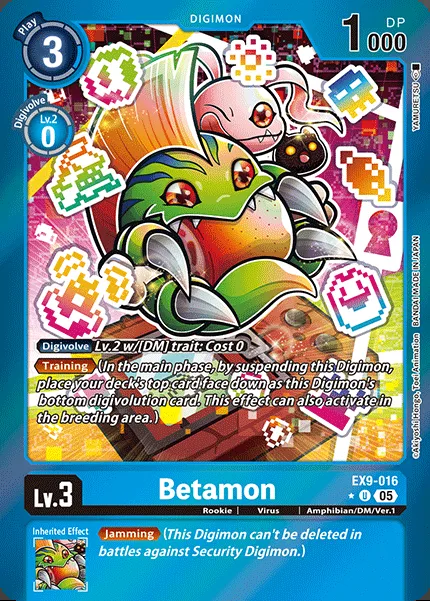 DIGIMON
Play
3
DP
1000
Digivolve
Lv.2
0
YAMURETSU
Digivolve Lv.2 w/[DM] trait: Cost 0
Training (In the main phase, by suspending this Digimon,
place your deck's top card face down as this Digimon's
bottom digivolution card. This effect can also activate in
the breeding area.)
©Akiyoshi Hongo, Toei Animation BANDAI MADE IN JAPAN
Lv.3
Betamon
EX9-016
U 05
Rookie | Virus | Amphibian/DM/Ver.1
Inherited Effect
Jamming (This Digimon can't be deleted in
battles against Security Digimon.)